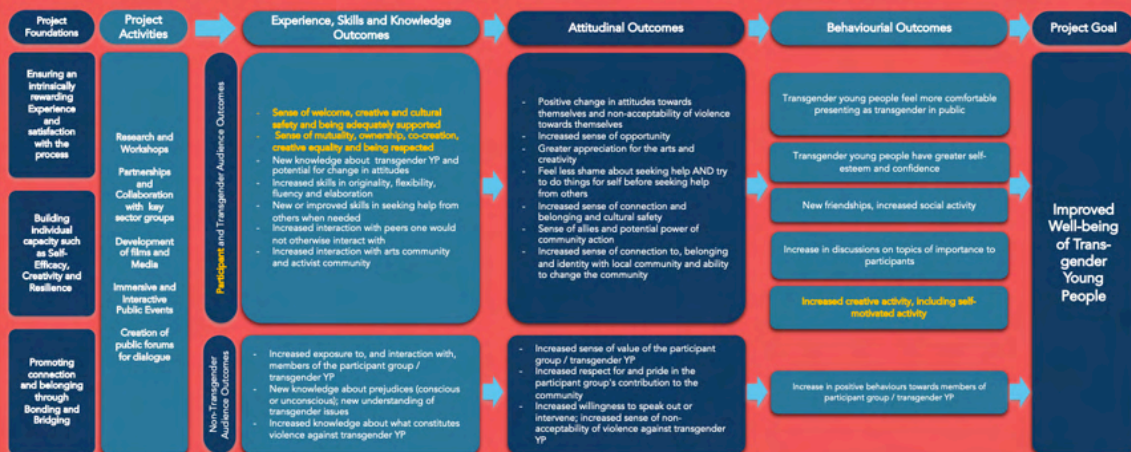 Project
Foundations
Project
Activities
Experience, Skills and Knowledge
Outcomes
Attitudinal Outcomes
Behaviourial Outcomes
Project Goal
Ensuring an
intrinsically
rewarding
Experience
and
satisfaction
with the
process
Building
individual
capacity such
as Self-
Efficacy,
Creativity and
Resilience
Promoting
connection
and belonging
through
Bonding and
Bridging
Research and
Workshops
Partnerships
and
Collaboration
with key
sector groups
Development
of films and
Media
Immersive and
Interactive
Public Events
Creation of
public forums
for dialogue
Participant and Transgender Audience Outcomes
- Sense of welcome, creative and cultural
safety and being adequately supported
- Sense of mutuality, ownership, co-creation,
creative equality and being respected
- New knowledge about transgender YP and
potential for change in attitudes
- Increased skills in originality, flexibility,
fluency and elaboration
- New or improved skills in seeking help from
others when needed
- Increased interaction with peers one would
not otherwise interact with
- Increased interaction with arts community
and activist community
- Positive change in attitudes towards
themselves and non-acceptability of violence
towards themselves
- Increased sense of opportunity
- Greater appreciation for the arts and
creativity
- Feel less shame about seeking help AND try
to do things for self before seeking help
from others
- Increased sense of connection and
belonging and cultural safety
- Sense of allies and potential power of
community action
- Increased sense of connection to, belonging
and identity with local community and ability
to change the community
Transgender young people feel more comfortable
presenting as transgender in public
Transgender young people have greater self-
esteem and confidence
New friendships, increased social activity
Increase in discussions on topics of importance to
participants
Increased creative activity, including self-
motivated activity
Non-Transgender
Audience Outcomes
- Increased exposure to, and interaction with,
members of the participant group /
transgender YP
- New knowledge about prejudices (conscious
or unconscious); new understanding of
transgender issues
- Increased knowledge about what constitutes
violence against transgender YP
- Increased sense of value of the participant
group / transgender YP
- Increased respect for and pride in the
participant group's contribution to the
community
- Increased willingness to speak out or
intervene; increased sense of non-
acceptability of violence against transgender
YP
Increase in positive behaviours towards members of
participant group / transgender YP
Improved
Well-being
of Trans-
gender
Young
People